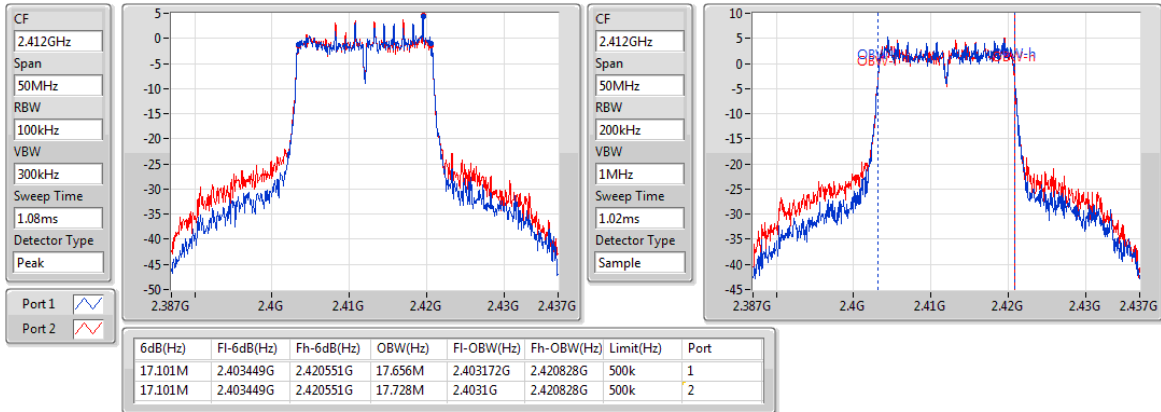 CF
2.412GHz
Span
50MHz
RBW
100kHz
VBW
300kHz
Sweep Time
1.08ms
Detector Type
Peak
Port 1
Port 2
5
0
-5
-10
-15
-20
-25
-30
-35
-40
-45
-50
2.387G 2.4G 2.41G 2.42G 2.43G 2.437G
CF
2.412GHz
Span
50MHz
RBW
200kHz
VBW
1MHz
Sweep Time
1.02ms
Detector Type
Sample
10
5
0
-5
-10
-15
-20
-25
-30
-35
-40
-45
OBW-h
2.387G 2.4G 2.41G 2.42G 2.43G 2.437G
6dB(Hz) Fl-6dB(Hz) Fh-6dB(Hz) OBW(Hz) Fl-OBW(Hz) Fh-OBW(Hz) Limit(Hz) Port
17.101M 2.403449G 2.420551G 17.656M 2.403172G 2.420828G 500k 1
17.101M 2.403449G 2.420551G 17.728M 2.4031G 2.420828G 500k 2